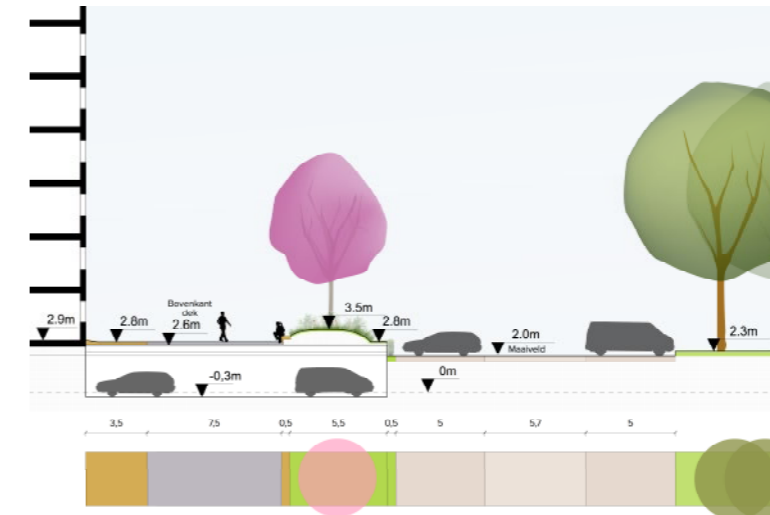 Bovenkant
dek
2.9m
2.8m
2.6m
3.5m
2.8m
2.0m
Maaiveld
2.3m
-0,3m
0m
3,5
7,5
0,5
5,5
0,5
5
5,7
5